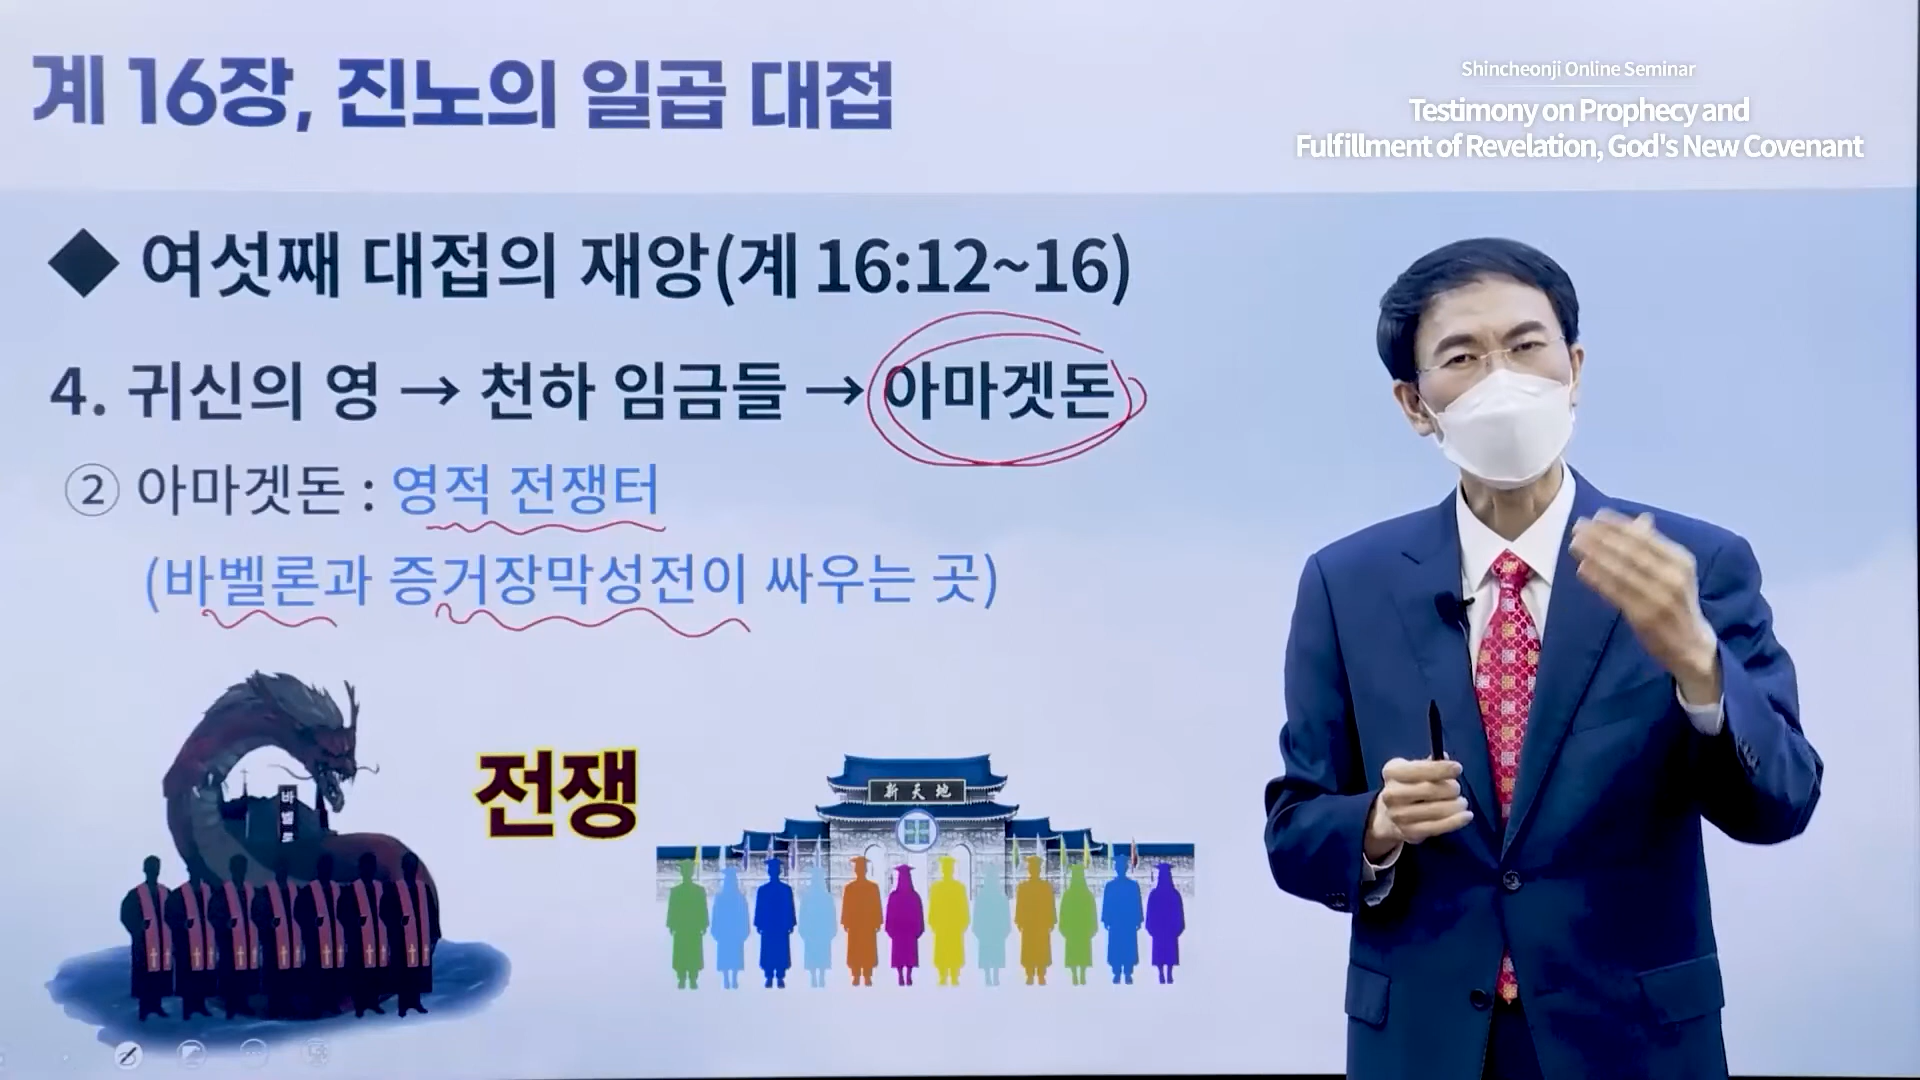 계 16장, 진노의 일곱 대접
Shincheonji Online Seminar
Testimony on Prophecy and
Fulfillment of Revelation, God's New Covenant
◆ 여섯째 대접의 재앙(계 16:12~16)
4. 귀신의 영 → 천하 임금들 → 아마겟돈
② 아마겟돈 : 영적 전쟁터
(바벨론과 증거장막성전이 싸우는 곳)
전쟁
新天地
바벨론